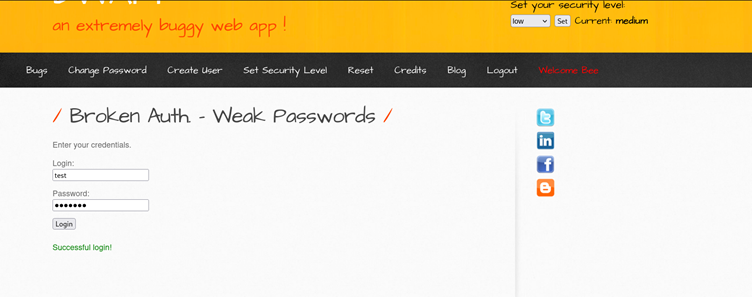 an extremely buggy web app !
Set your security level:
low Set Current: medium
Bugs Change Password Create User Set Security Level Reset Credits Blog Logout Welcome Bee
/ Broken Auth. - Weak Passwords /
Enter your credentials.
Login:
test
Password:
●●●●●●●
Login
Successful login!